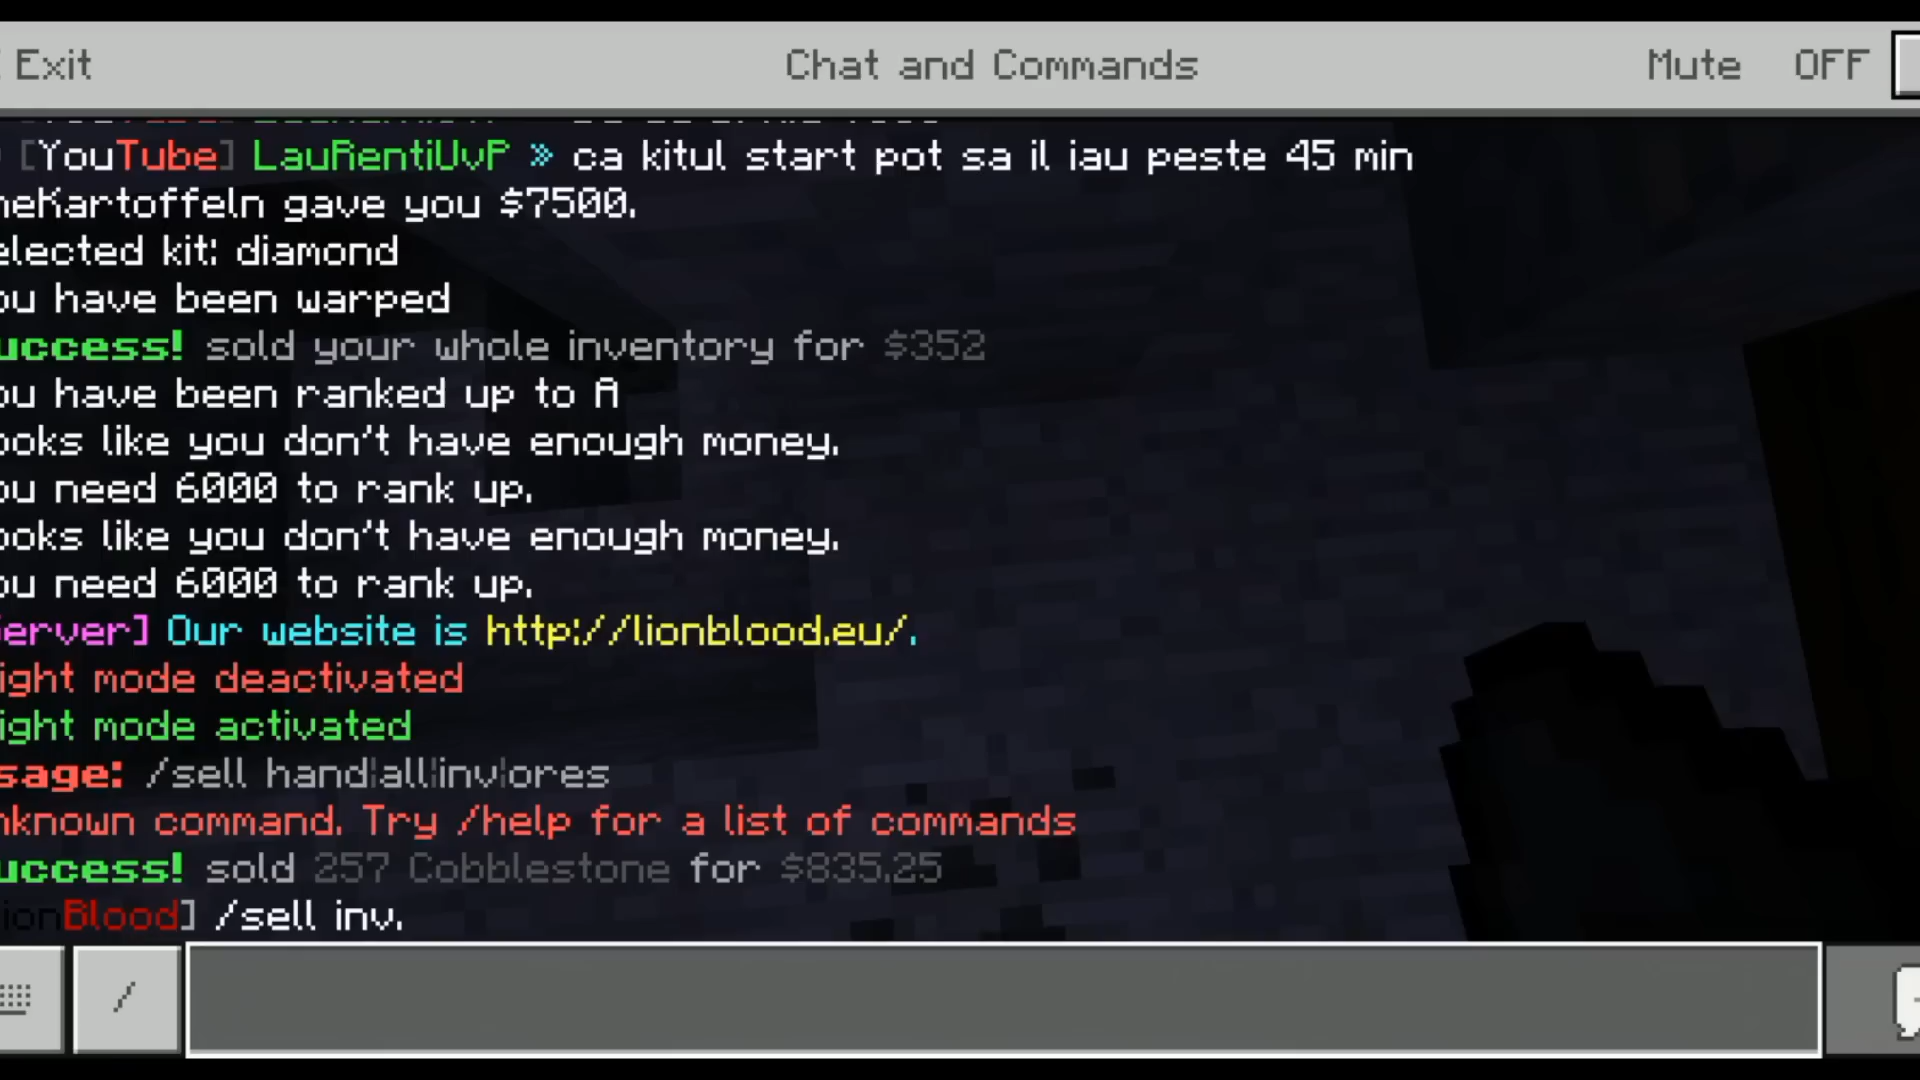 Exit
Chat and Commands
Mute OFF
[YouTube] LauRentiUvP » ca kitul start pot sa il iau peste 45 min
neKartoffeln gave you $7500.
elected kit: diamond
ou have been warped
uccess! sold your whole inventory for $352
ou have been ranked up to A
ooks like you don't have enough money.
ou need 6000 to rank up.
ooks like you don't have enough money.
ou need 6000 to rank up.
erver] Our website is http://lionblood.eu/.
ight mode deactivated
ight mode activated
sage: /sell hand|all|inv|ores
nknown command. Try /help for a list of commands
uccess! sold 257 Cobblestone for $835.25
ionBlood] /sell inv.
/